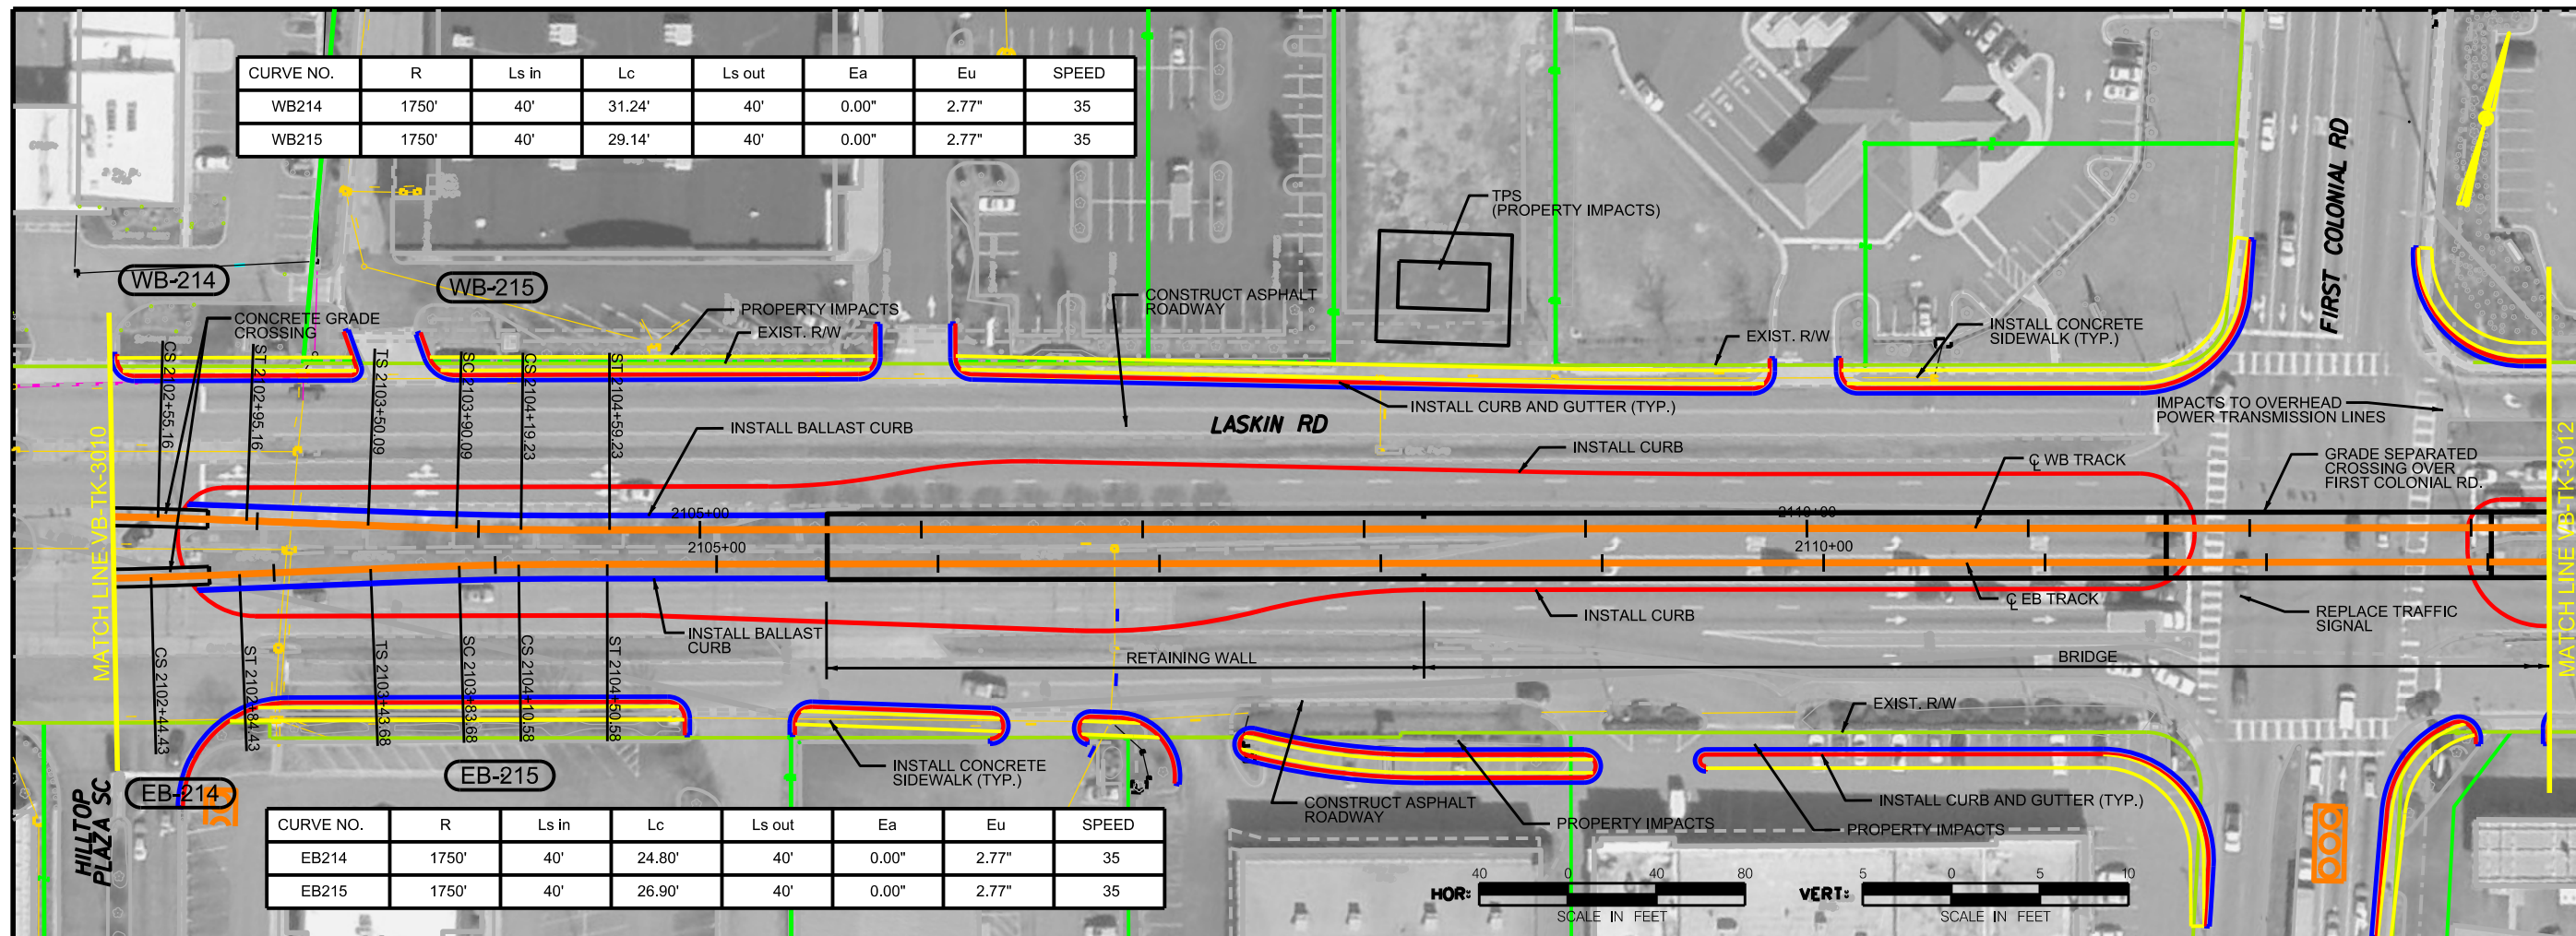 CURVE NO. R Ls in Lc Ls out Ea Eu SPEED
WB214 1750' 40' 31.24' 40' 0.00" 2.77" 35
WB215 1750' 40' 29.14' 40' 0.00" 2.77" 35
TPS
(PROPERTY IMPACTS)
FIRST COLONIAL RD
WB-214
WB-215
CONCRETE GRADE
CROSSING
PROPERTY IMPACTS
EXIST. R/W
CONSTRUCT ASPHALT
ROADWAY
EXIST. R/W
INSTALL CONCRETE
SIDEWALK (TYP.)
CS 2102+55.16
ST 2102+95.16
TS 2103+50.09
SC 2103+90.09
CS 2104+19.23
ST 2104+59.23
INSTALL CURB AND GUTTER (TYP.)
IMPACTS TO OVERHEAD
POWER TRANSMISSION LINES
LASKIN RD
INSTALL BALLAST CURB
INSTALL CURB
CL WB TRACK
GRADE SEPARATED
CROSSING OVER
FIRST COLONIAL RD.
MATCH LINE VB-TK-3010
MATCH LINE VB-TK-3012
2105+00
2110+00
2105+00
2110+00
INSTALL BALLAST
CURB
INSTALL CURB
CL EB TRACK
REPLACE TRAFFIC
SIGNAL
RETAINING WALL
BRIDGE
CS 2102+44.43
ST 2102+84.43
TS 2103+43.68
SC 2103+83.68
CS 2104+10.58
ST 2104+50.58
EXIST. R/W
HILLTOP
PLAZA SC
EB-214
EB-215
INSTALL CONCRETE
SIDEWALK (TYP.)
CONSTRUCT ASPHALT
ROADWAY
PROPERTY IMPACTS
INSTALL CURB AND GUTTER (TYP.)
PROPERTY IMPACTS
CURVE NO. R Ls in Lc Ls out Ea Eu SPEED
EB214 1750' 40' 24.80' 40' 0.00" 2.77" 35
EB215 1750' 40' 26.90' 40' 0.00" 2.77" 35
HOR: 40 0 40 80
SCALE IN FEET
VERT: 5 0 5 10
SCALE IN FEET